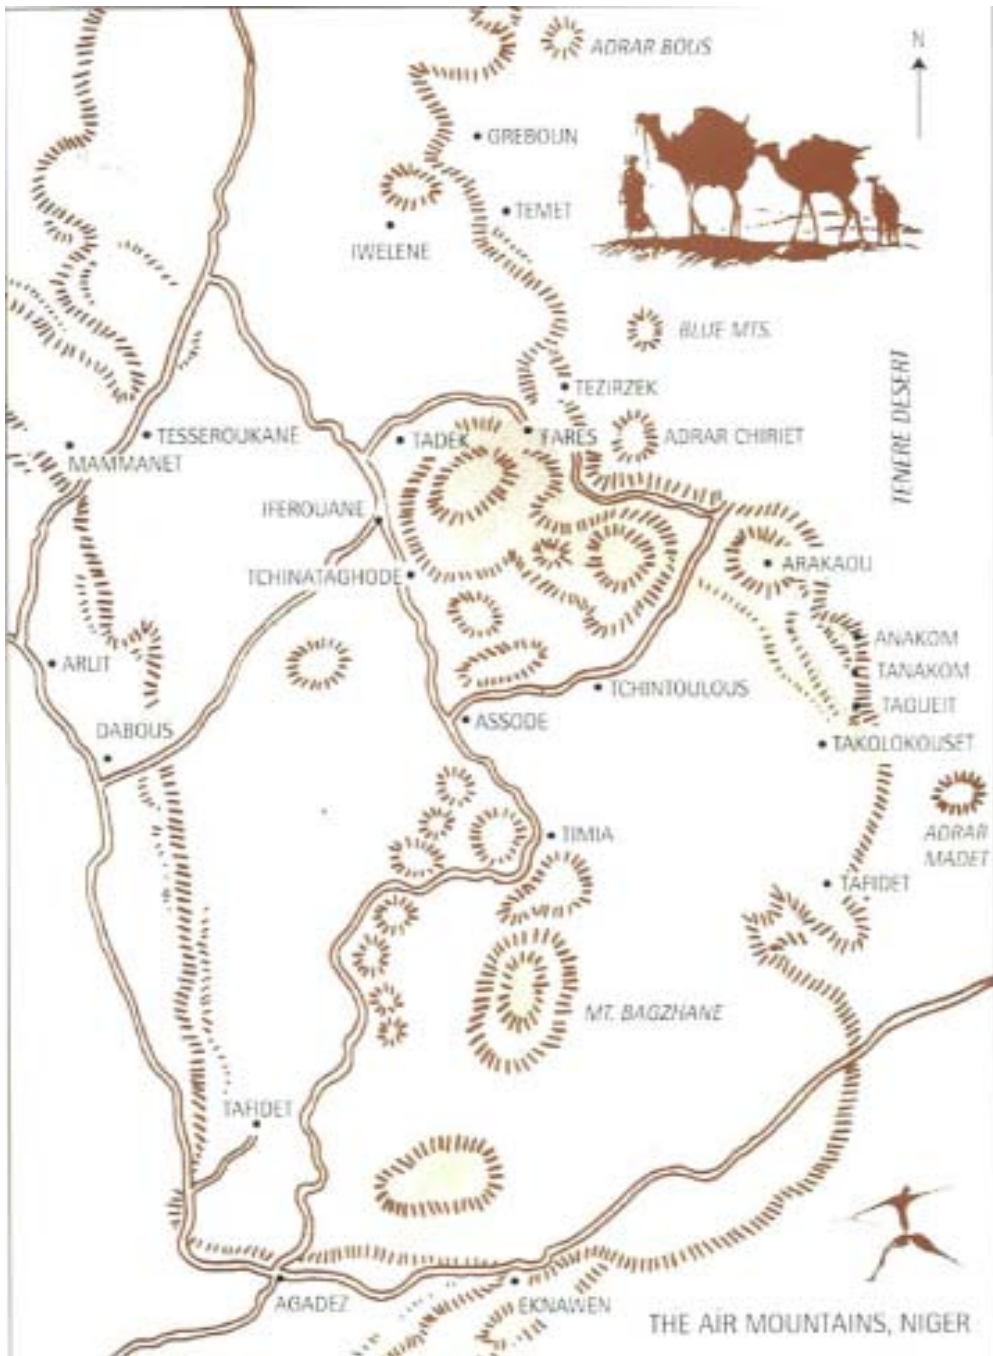 N
ADRAR BOUS
GREBOUN
TEMET
IWELENE
BLUE MTS.
TEZIRZEK
TENERE DESERT
TESSEROUKANE
TADEK
FARES
ADRAR CHIRIET
MAMMANET
IFEROUANE
ARAKAOU
TCHINATAGHODE
ANAKOM
ARLIT
TANAKOM
TCHINTOULOUS
TAGUEIT
ASSODE
DABOUS
TAKOLOKOUSET
TIMIA
ADRAR
MADET
TAFIDET
MT. BAGZHANE
TAFIDET
AGADEZ
EKNAWEN
THE AÏR MOUNTAINS, NIGER